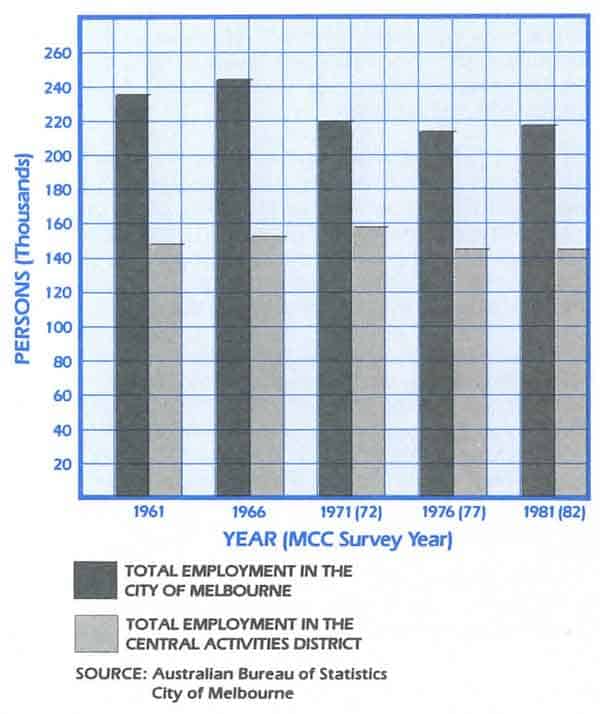 260
240
220
200
180
160
140
120
100
80
60
40
20
PERSONS (Thousands)
1961 1966 1971 (72) 1976 (77) 1981 (82)
YEAR (MCC Survey Year)
TOTAL EMPLOYMENT IN THE
CITY OF MELBOURNE
TOTAL EMPLOYMENT IN THE
CENTRAL ACTIVITIES DISTRICT
SOURCE: Australian Bureau of Statistics
City of Melbourne